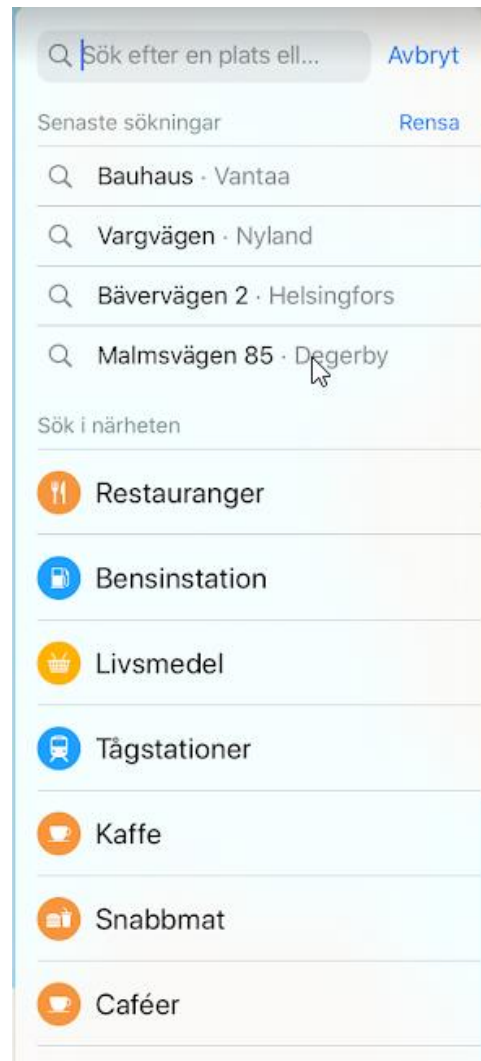 Sök efter en plats ell... Avbryt
Senaste sökningar Rensa
Bauhaus · Vantaa
Vargvägen · Nyland
Bävervägen 2 · Helsingfors
Malmsvägen 85 · Degerby
Sök i närheten
Restauranger
Bensinstation
Livsmedel
Tågstationer
Kaffe
Snabbmat
Caféer